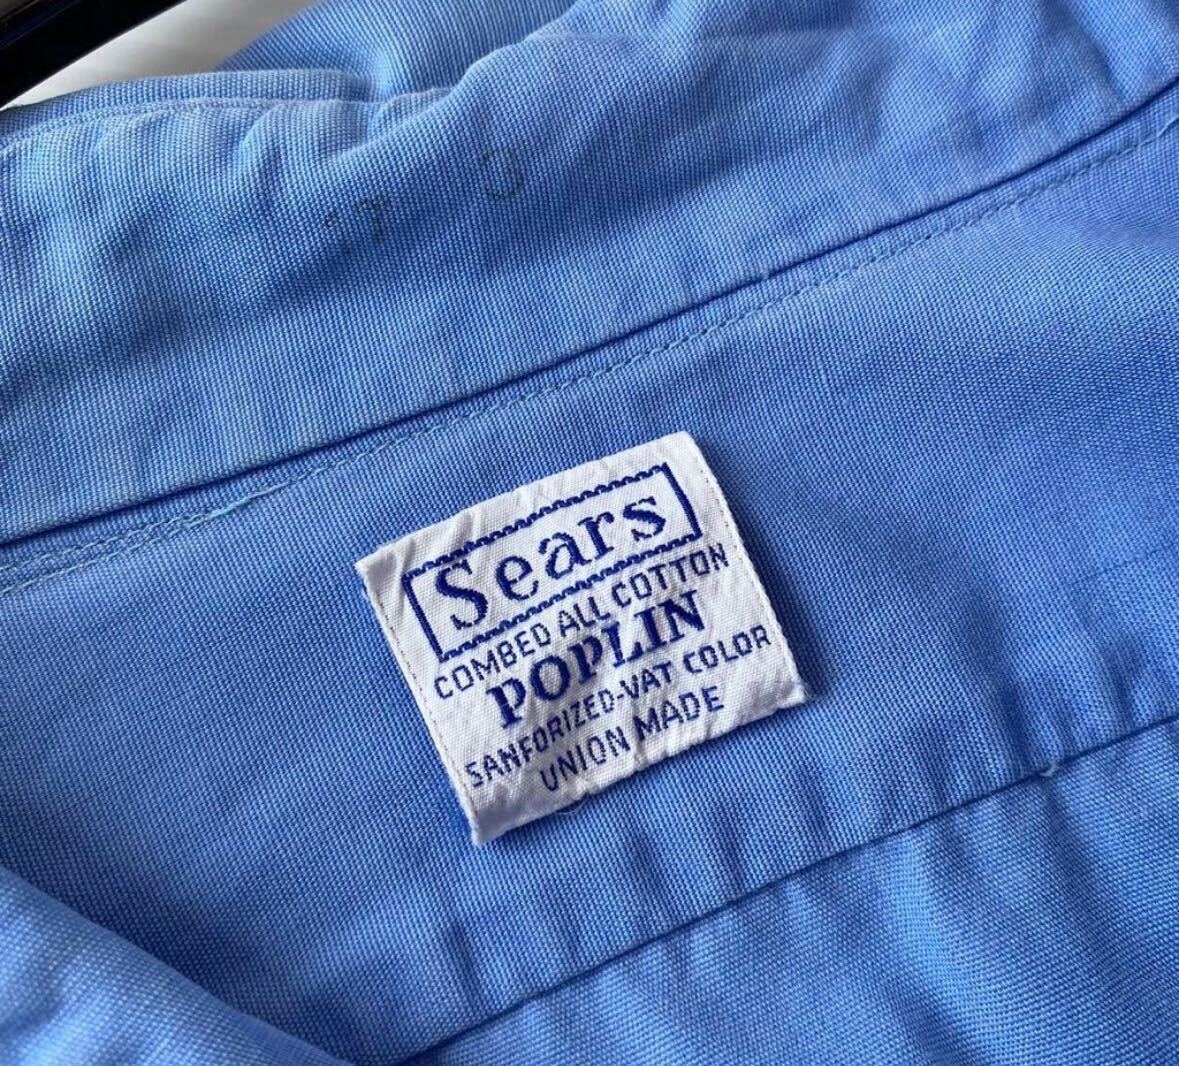 Sears
COMBED ALL COTTON
POPLIN
SANFORIZED-VAT COLOR
UNION MADE